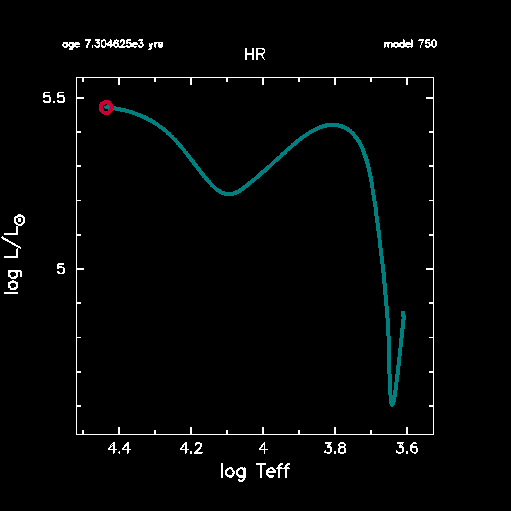 age 7.304625e3 yrs
model 750
HR
5.5
5
log L/L⊙
4.4 4.2 4 3.8 3.6
log Teff